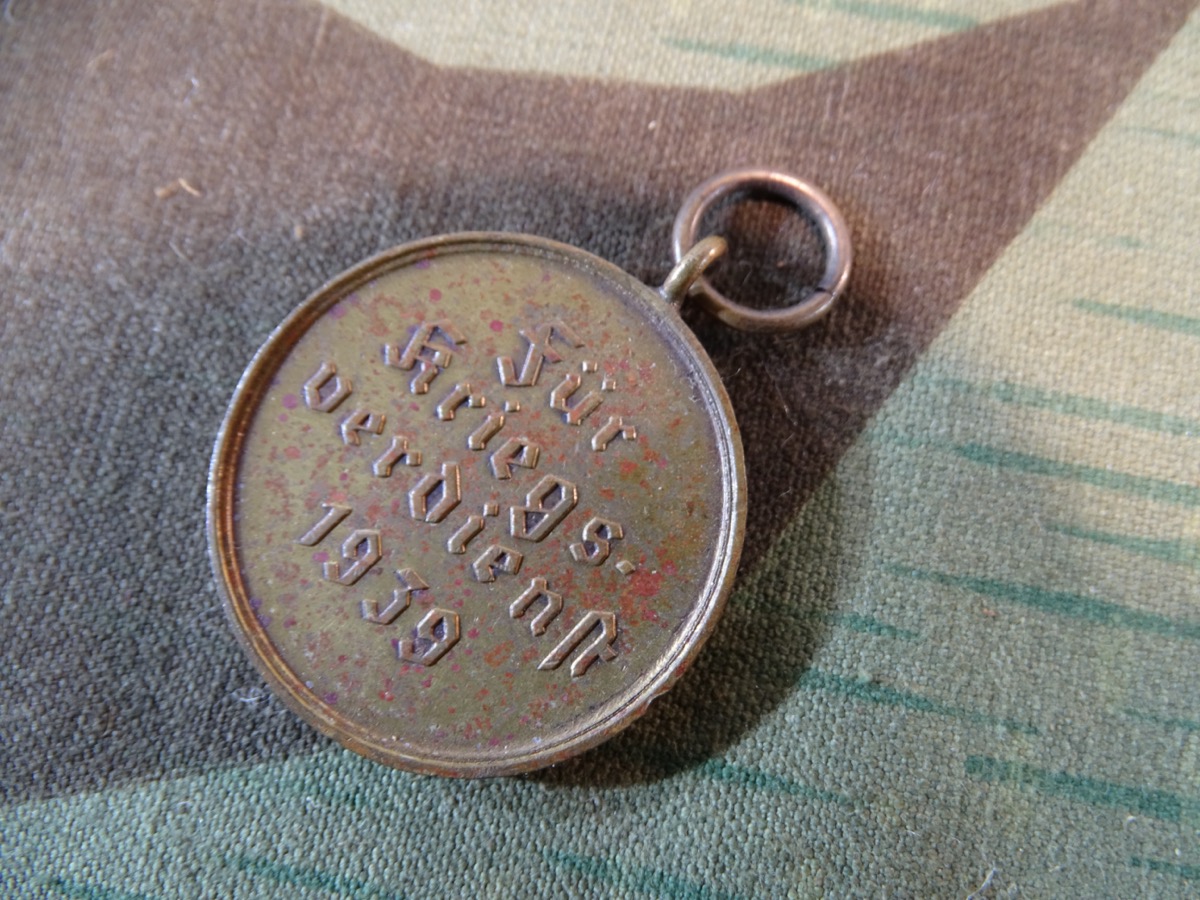 Für
Kriegs.
verdienst
1939